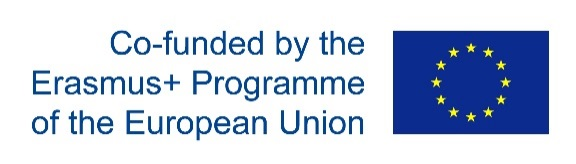 Co-funded by the
Erasmus+ Programme
of the European Union